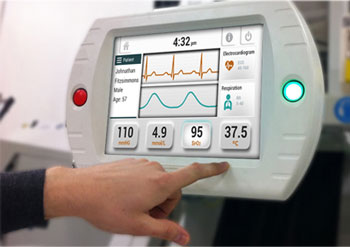 4:32 pm
Patient
Johnathan
Fitzsimmons
Male
Age: 57
Electrocardiogram
Respiration
110
mmHg
4.9
mmol/L
95
SrO2
37.5
°C